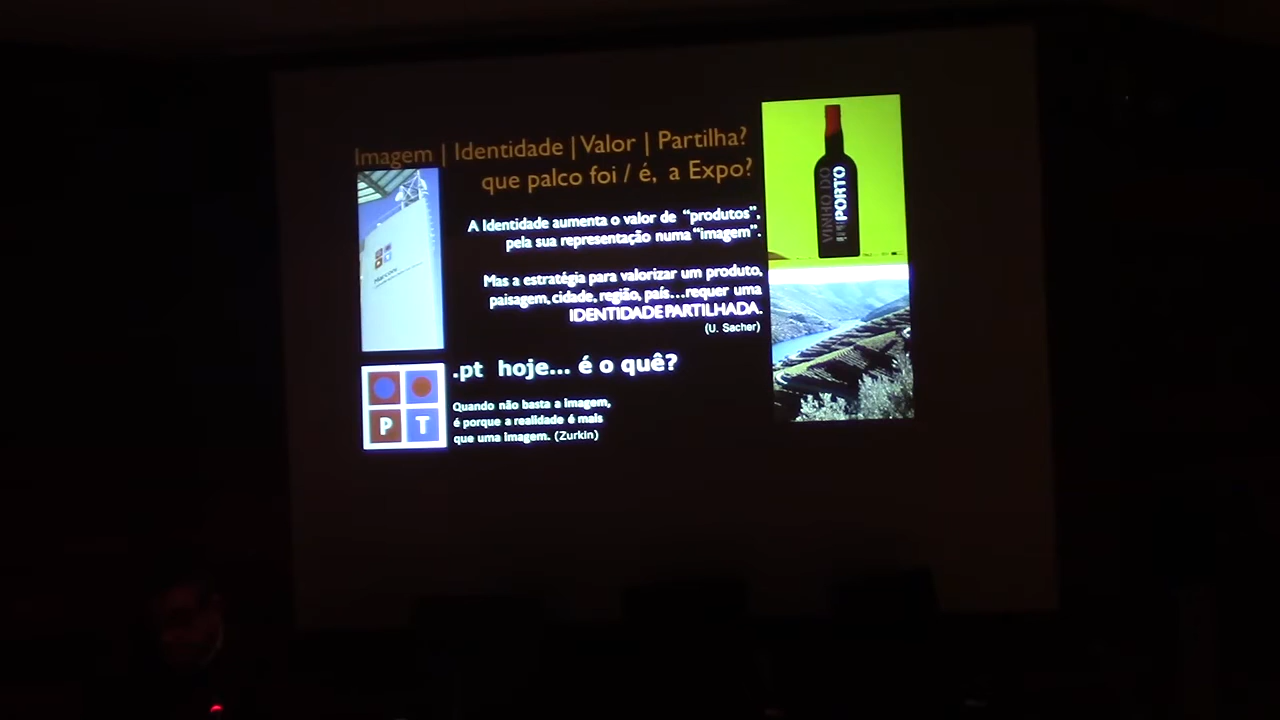 Imagem | Identidade | Valor | Partilha?
que palco foi / é, a Expo?
A Identidade aumenta o valor de “produtos”,
pela sua representação numa “imagem”.
Mas a estratégia para valorizar um produto,
paisagem, cidade, região, país...requer uma
IDENTIDADE PARTILHADA.
(U. Sacher)
.pt hoje... é o quê?
Quando não basta a imagem,
é porque a realidade é mais
que uma imagem. (Zurkin)
P T
VINHO DO
PORTO